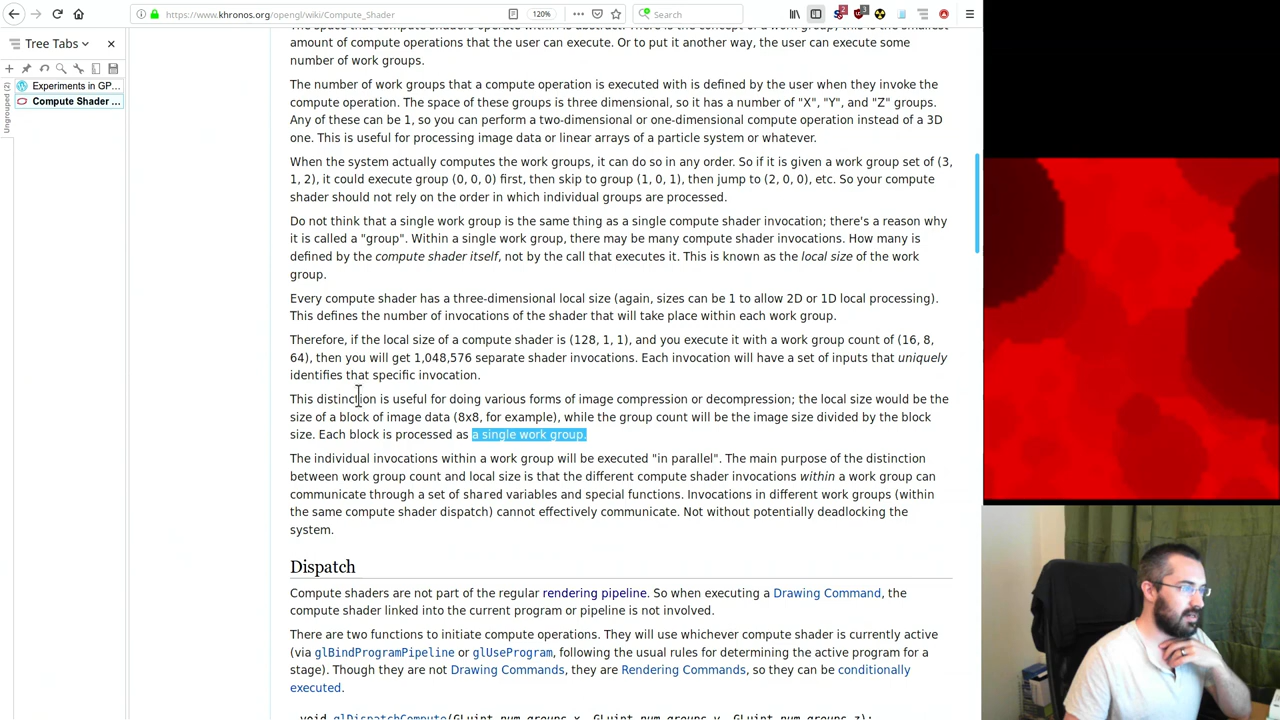 https://www.khronos.org/opengl/wiki/Compute_Shader
120%
Search
2
3
Tree Tabs
Ungrouped (2)
Experiments in GP...
Compute Shader ...
amount of compute operations that the user can execute. Or to put it another way, the user can execute some
number of work groups.
The number of work groups that a compute operation is executed with is defined by the user when they invoke the
compute operation. The space of these groups is three dimensional, so it has a number of "X", "Y", and "Z" groups.
Any of these can be 1, so you can perform a two-dimensional or one-dimensional compute operation instead of a 3D
one. This is useful for processing image data or linear arrays of a particle system or whatever.
When the system actually computes the work groups, it can do so in any order. So if it is given a work group set of (3,
1, 2), it could execute group (0, 0, 0) first, then skip to group (1, 0, 1), then jump to (2, 0, 0), etc. So your compute
shader should not rely on the order in which individual groups are processed.
Do not think that a single work group is the same thing as a single compute shader invocation; there's a reason why
it is called a "group". Within a single work group, there may be many compute shader invocations. How many is
defined by the compute shader itself, not by the call that executes it. This is known as the local size of the work
group.
Every compute shader has a three-dimensional local size (again, sizes can be 1 to allow 2D or 1D local processing).
This defines the number of invocations of the shader that will take place within each work group.
Therefore, if the local size of a compute shader is (128, 1, 1), and you execute it with a work group count of (16, 8,
64), then you will get 1,048,576 separate shader invocations. Each invocation will have a set of inputs that uniquely
identifies that specific invocation.
This distinction is useful for doing various forms of image compression or decompression; the local size would be the
size of a block of image data (8x8, for example), while the group count will be the image size divided by the block
size. Each block is processed as a single work group.
The individual invocations within a work group will be executed "in parallel". The main purpose of the distinction
between work group count and local size is that the different compute shader invocations within a work group can
communicate through a set of shared variables and special functions. Invocations in different work groups (within
the same compute shader dispatch) cannot effectively communicate. Not without potentially deadlocking the
system.
Dispatch
Compute shaders are not part of the regular rendering pipeline. So when executing a Drawing Command, the
compute shader linked into the current program or pipeline is not involved.
There are two functions to initiate compute operations. They will use whichever compute shader is currently active
(via glBindProgramPipeline or glUseProgram, following the usual rules for determining the active program for a
stage). Though they are not Drawing Commands, they are Rendering Commands, so they can be conditionally
executed.
void glDispatchCompute(GLuint num_groups_x, GLuint num_groups_y, GLuint num_groups_z);